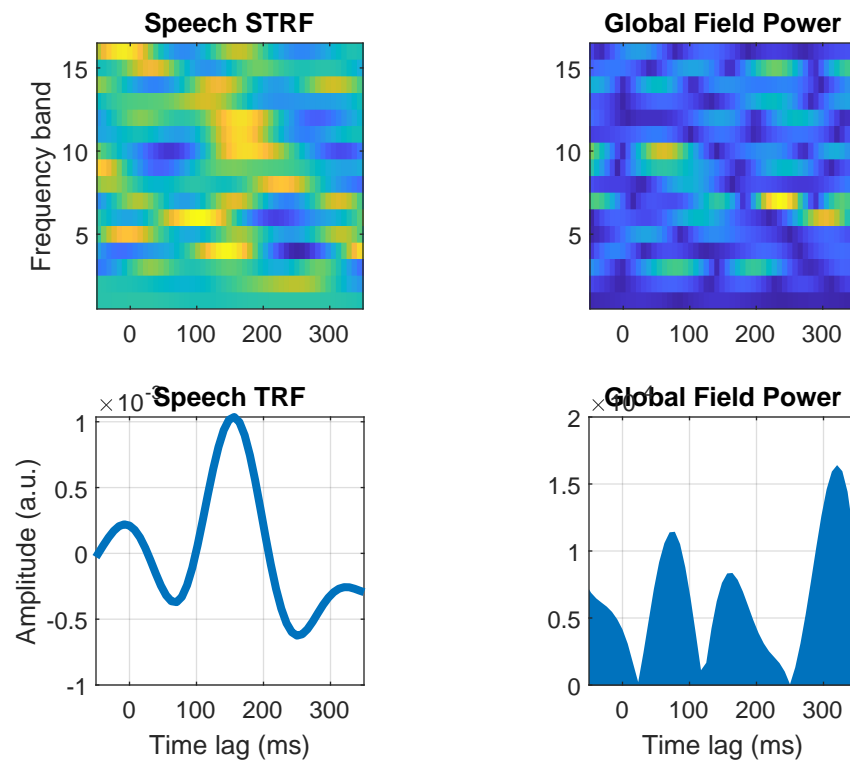 Speech STRF
Frequency band
15
10
5
0 100 200 300
Global Field Power
15
10
5
0 100 200 300
Speech TRF
Amplitude (a.u.)
1
0.5
0
-0.5
-1
0 100 200 300
Time lag (ms)
Global Field Power
2
1.5
1
0.5
0
0 100 200 300
Time lag (ms)